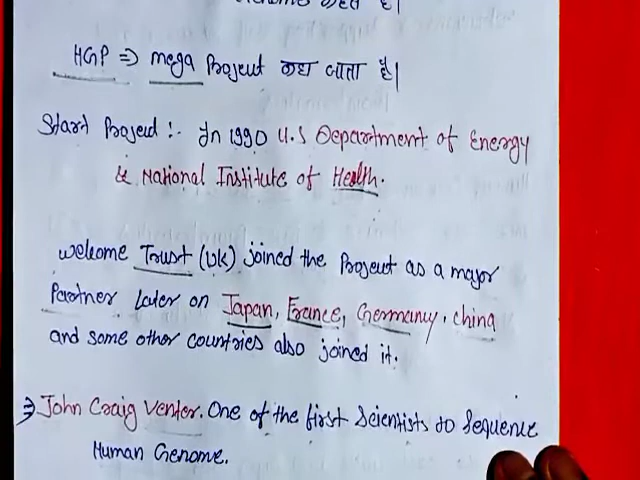 कहते है।
HGP => mega Project कहा जाता है।
Start Project :- In 1990 U.S Department of Energy
& National Institute of Health.
Welcome Trust (UK) joined the Project as a major
Partner later on Japan, France, Germany, china
and some other countries also joined it.
⇒ John Craig Venter. One of the first Scientists to Sequence
Human Genome.